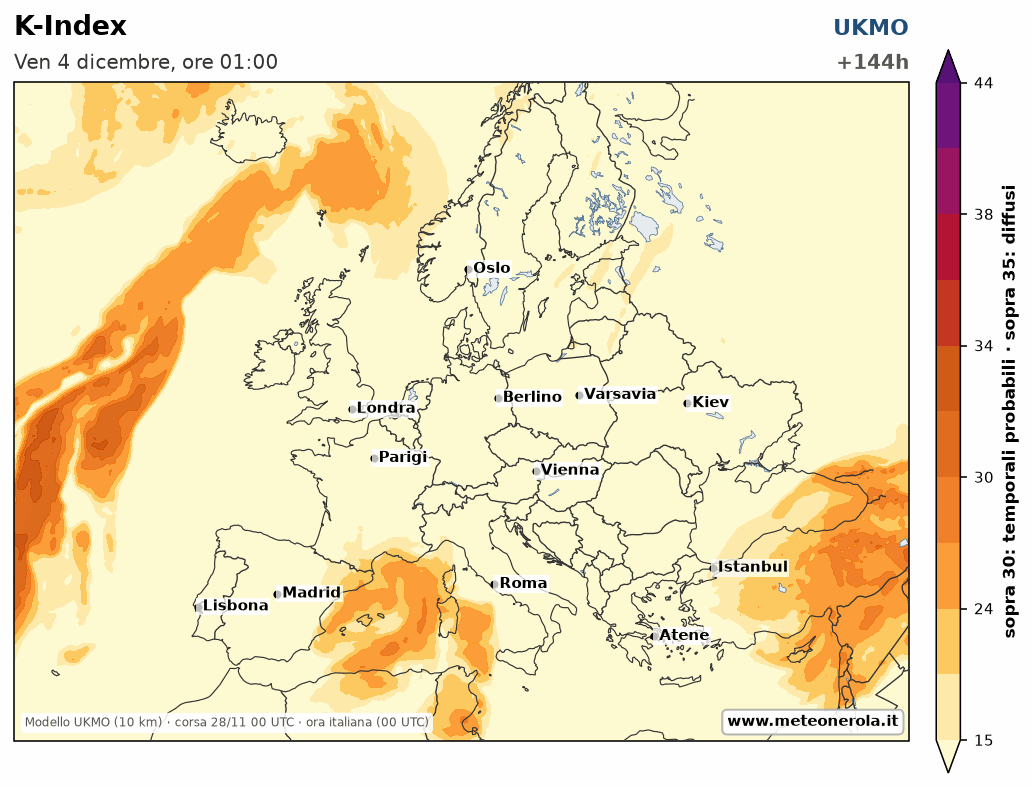 K-Index
UKMO
Ven 4 dicembre, ore 01:00
+144h
44
38
34
30
24
15
sopra 30: temporali probabili · sopra 35: diffusi
Oslo
Berlino
Varsavia
Kiev
Londra
Parigi
Vienna
Istanbul
Roma
Madrid
Lisbona
Atene
Modello UKMO (10 km) · corsa 28/11 00 UTC · ora italiana (00 UTC)
www.meteonerola.it